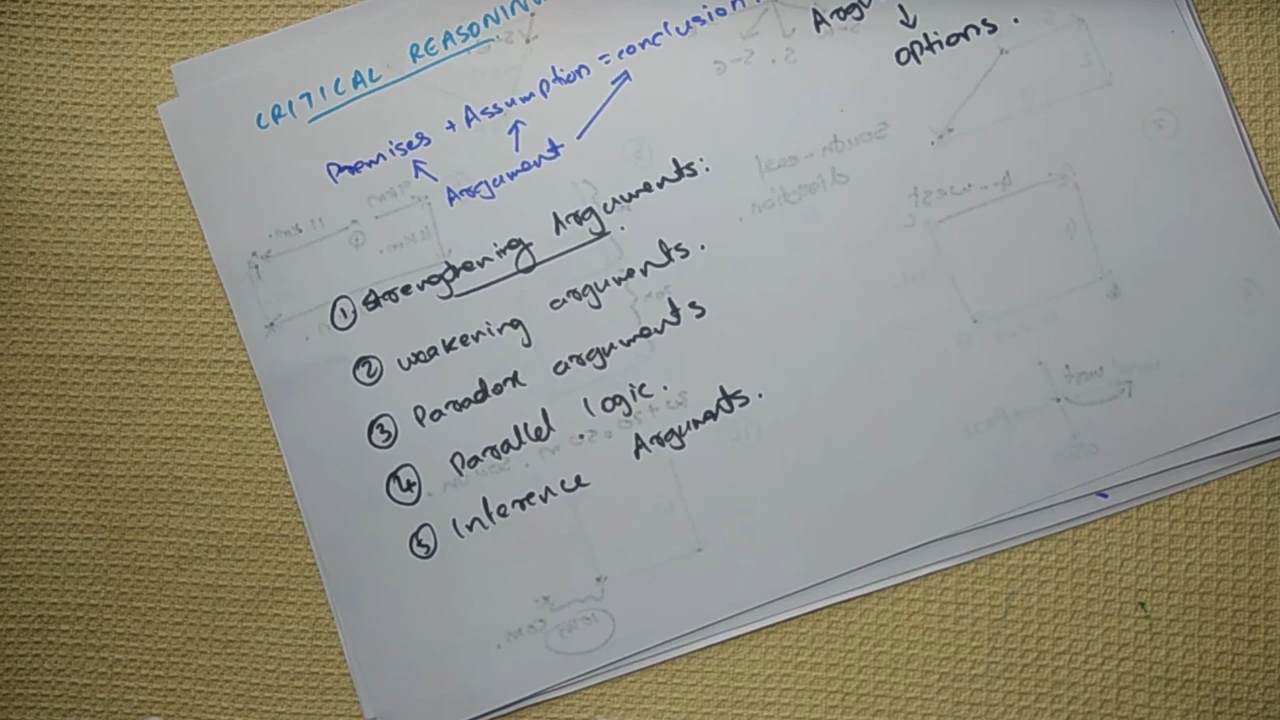 CRITICAL REASONING
Premises + Assumption = conclusion.
Argument
options.
① Strengthening Arguments:
② weakening arguments.
③ Paradox arguments
④ Parallel logic.
⑤ Inference Arguments.